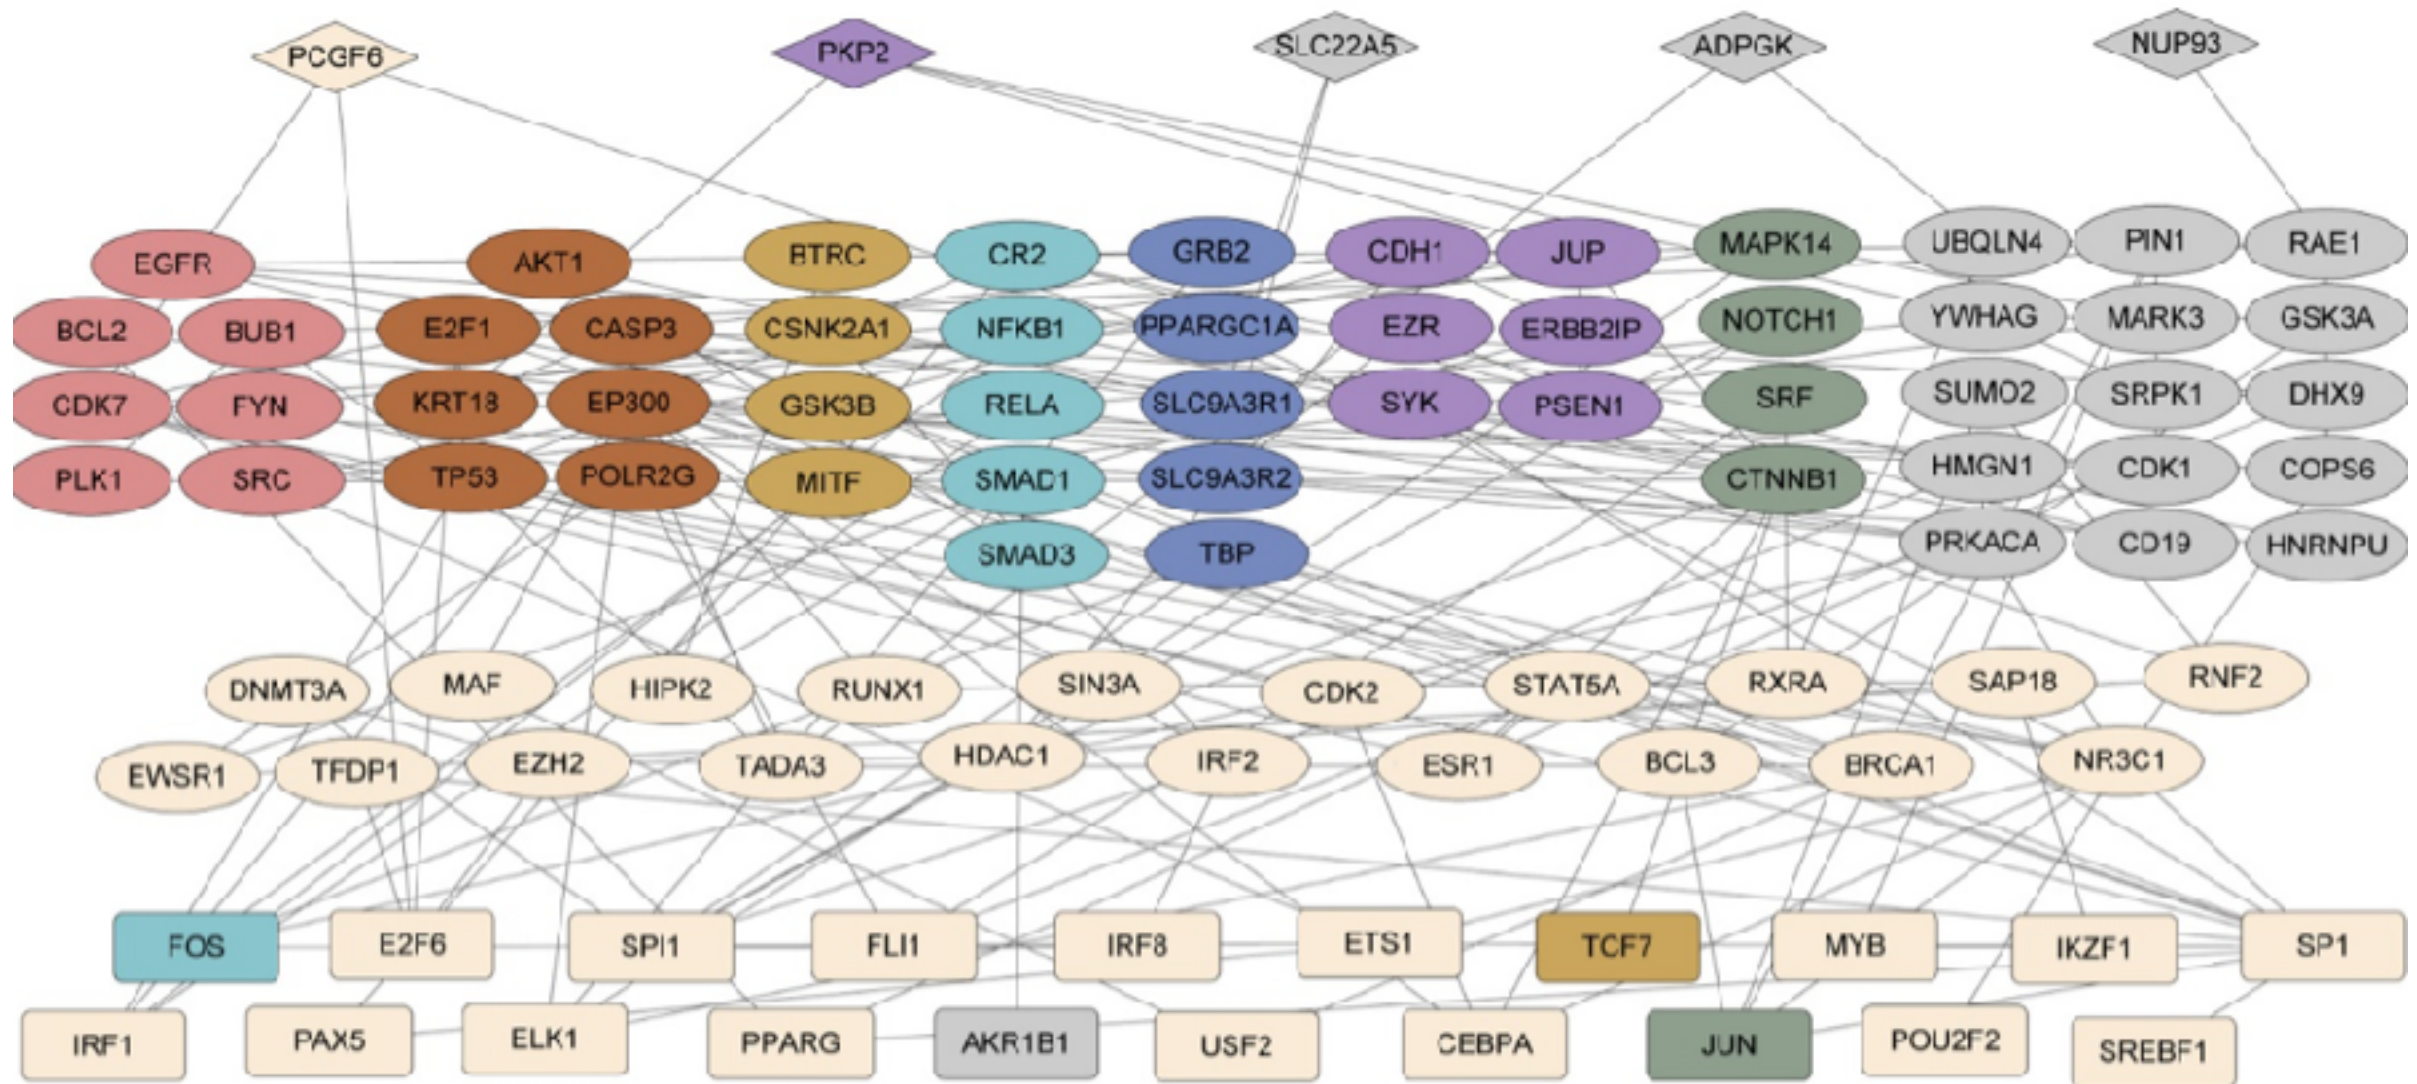 PCGF6 PKP2 SLC22A5 ADPGK NUP93
EGFR AKT1 BTRC CR2 GRB2 CDH1 JUP MAPK14 UBQLN4 PIN1 RAE1
BCL2 BUB1 E2F1 CASP3 CSNK2A1 NFKB1 PPARGC1A EZR ERBB2IP NOTCH1 YWHAG MARK3 GSK3A
CDK7 FYN KRT18 EP300 GSK3B RELA SLC9A3R1 SYK PSEN1 SRF SUMO2 SRPK1 DHX9
PLK1 SRC TP53 POLR2G MITF SMAD1 SLC9A3R2 CTNNB1 HMGN1 CDK1 COPS6
SMAD3 TBP PRKACA CD19 HNRNPU
DNMT3A MAF HIPK2 RUNX1 SIN3A CDK2 STAT5A RXRA SAP18 RNF2
EWSR1 TFDP1 EZH2 TADA3 HDAC1 IRF2 ESR1 BCL3 BRCA1 NR3C1
FOS E2F6 SPI1 FLI1 IRF8 ETS1 TCF7 MYB IKZF1 SP1
IRF1 PAX5 ELK1 PPARG AKR1B1 USF2 CEBPA JUN POU2F2 SREBF1